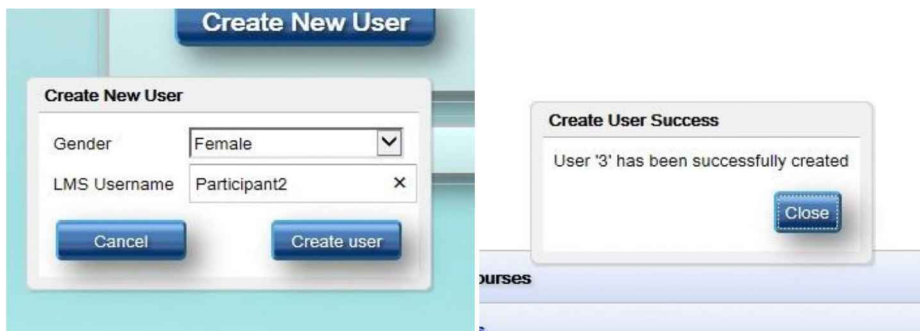 Create New User
Create New User
Gender
Female
LMS Username
Participant2
Cancel
Create user
Create User Success
User '3' has been successfully created
Close
ourses